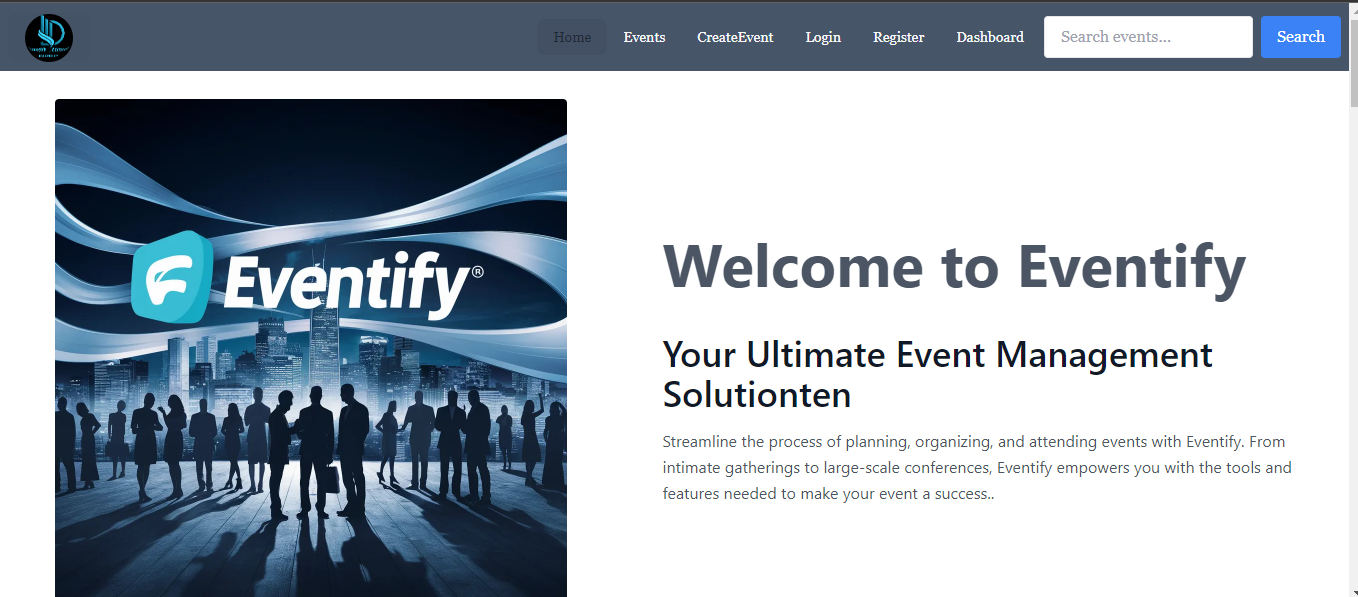 Home
Events
CreateEvent
Login
Register
Dashboard
Search events...
Search
Eventify®
Welcome to Eventify
Your Ultimate Event Management
Solutionten
Streamline the process of planning, organizing, and attending events with Eventify. From
intimate gatherings to large-scale conferences, Eventify empowers you with the tools and
features needed to make your event a success..